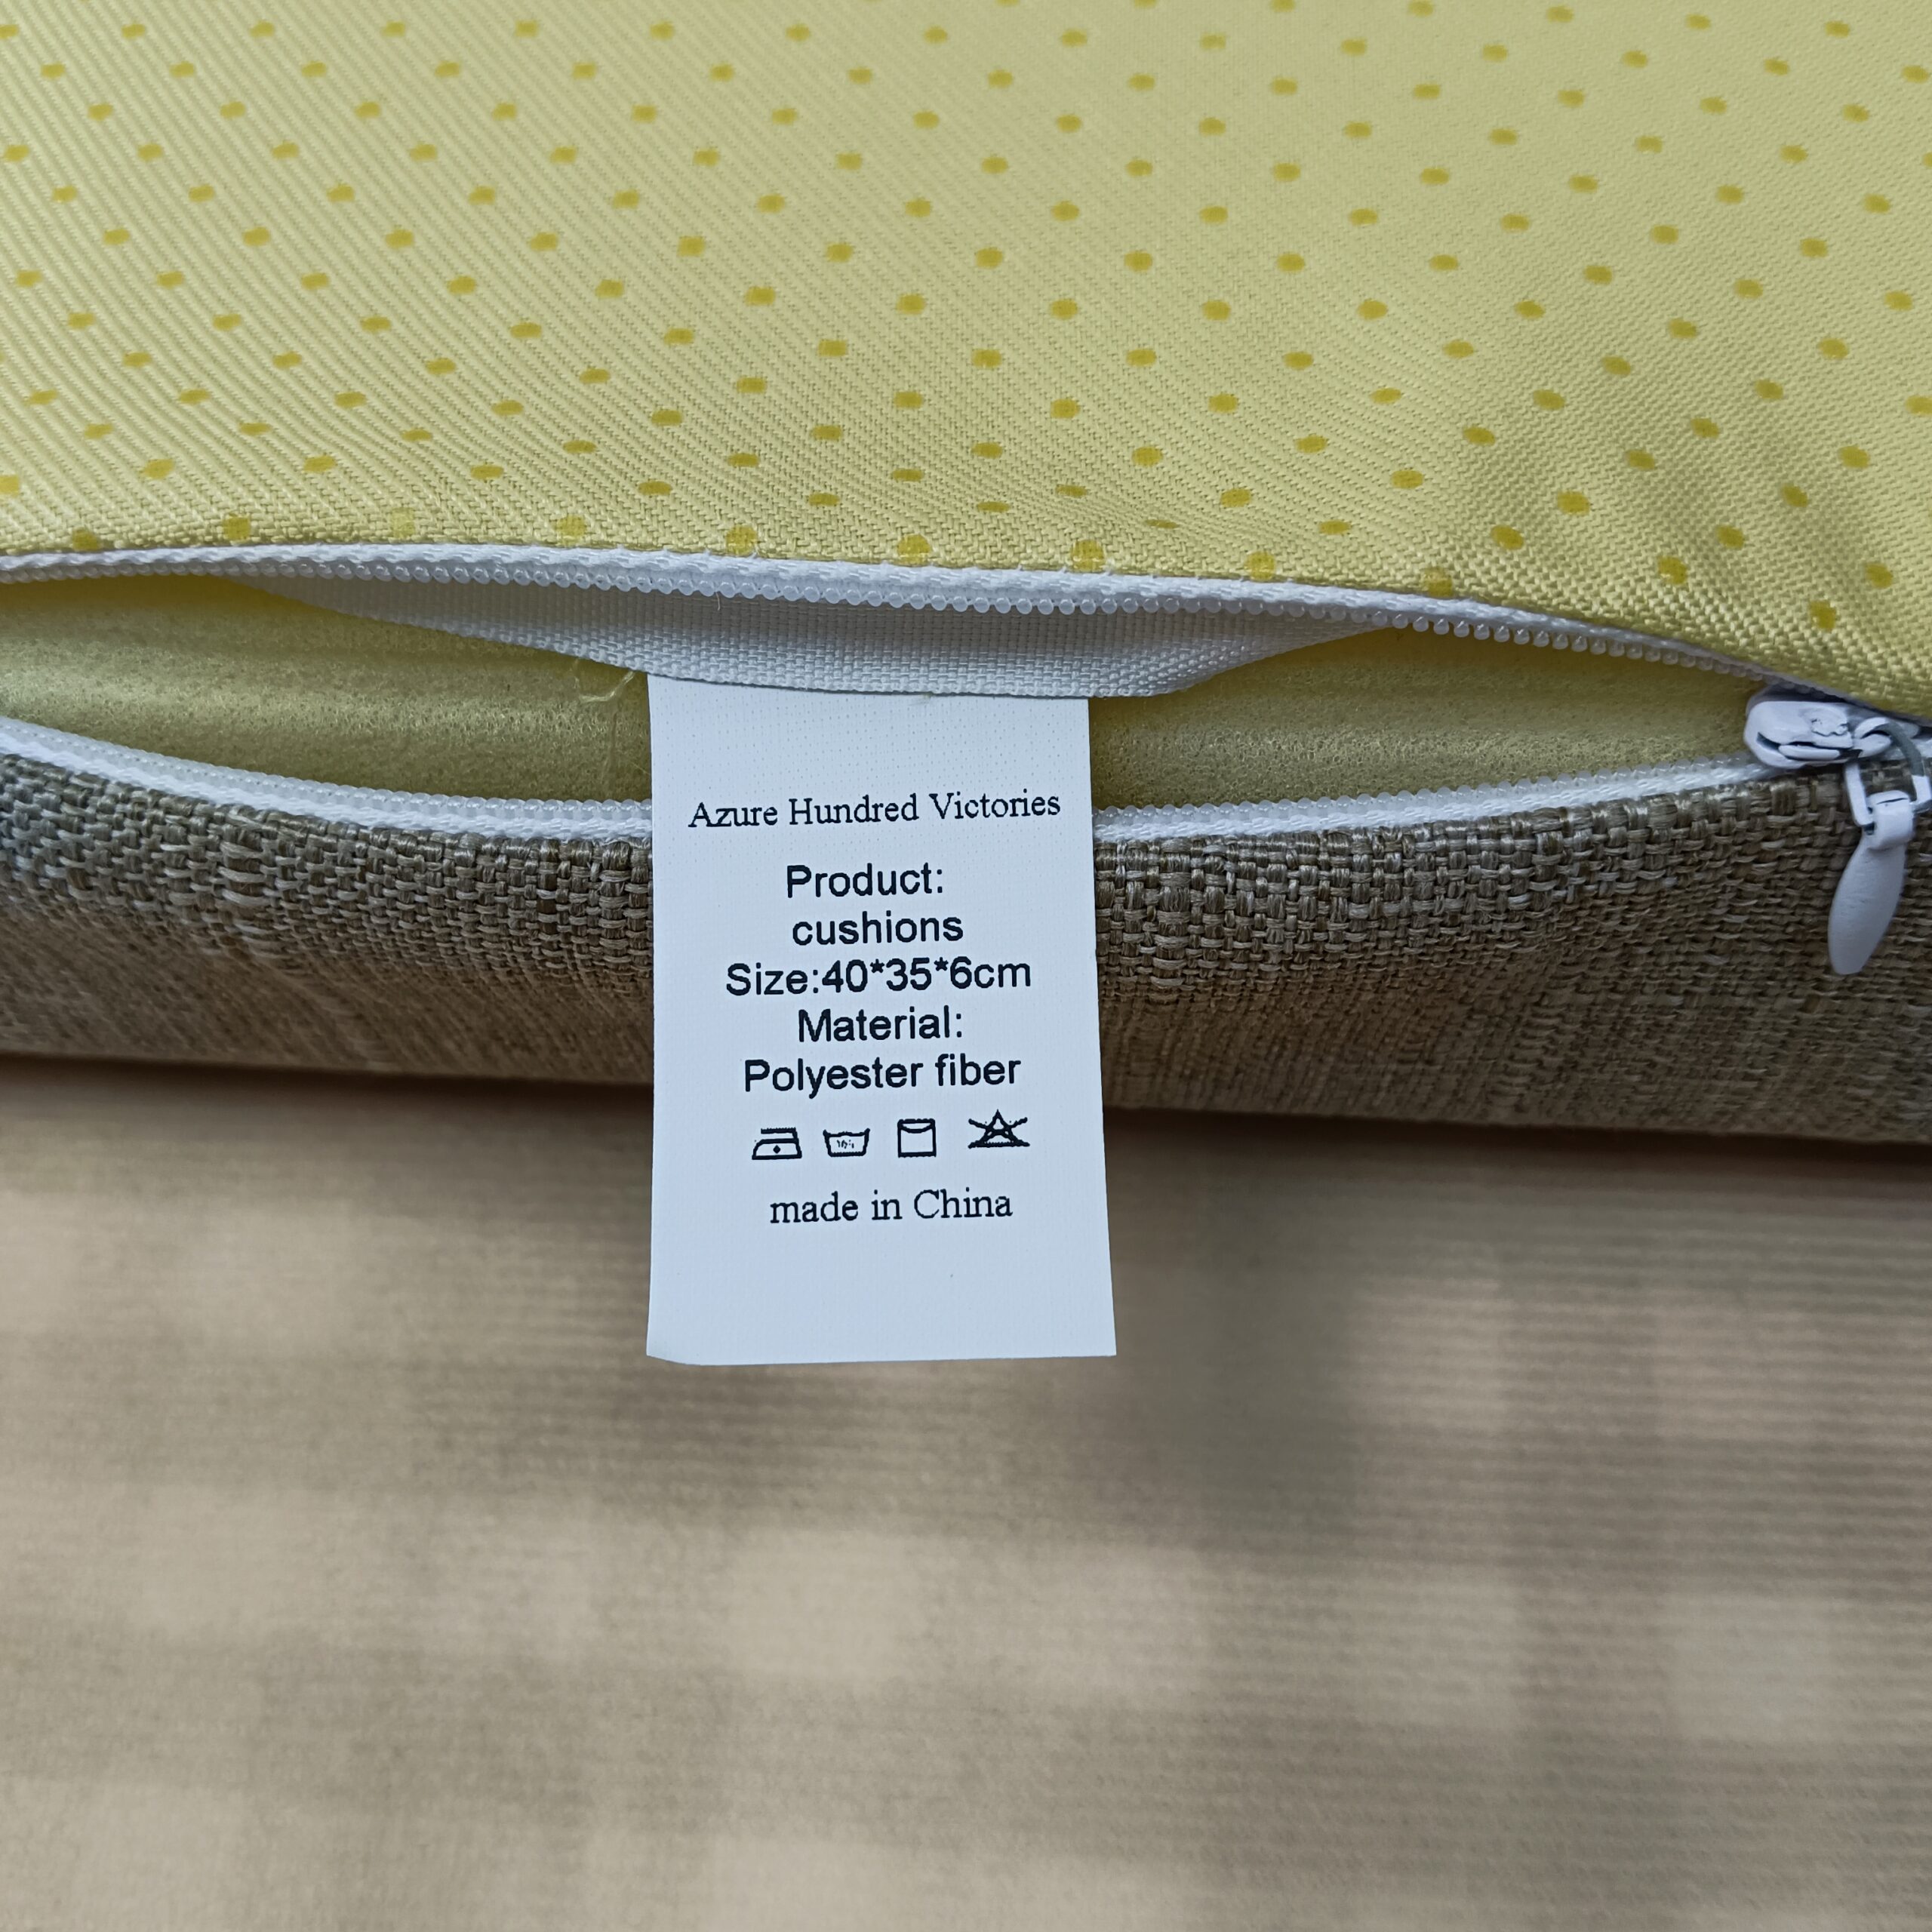 Azure Hundred Victories
Product:
cushions
Size:40*35*6cm
Material:
Polyester fiber
made in China